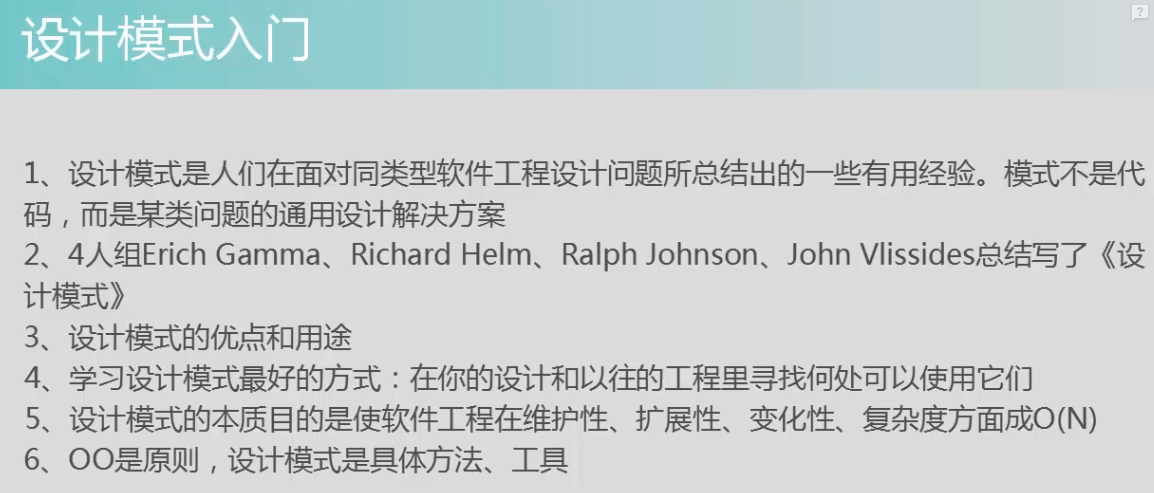 设计模式入门
?
1、设计模式是人们在面对同类型软件工程设计问题所总结出的一些有用经验。模式不是代
码，而是某类问题的通用设计解决方案
2、4人组Erich Gamma、Richard Helm、Ralph Johnson、John Vlissides总结写了《设
计模式》
3、设计模式的优点和用途
4、学习设计模式最好的方式：在你的设计和以往的工程里寻找何处可以使用它们
5、设计模式的本质目的是使软件工程在维护性、扩展性、变化性、复杂度方面成O(N)
6、OO是原则，设计模式是具体方法、工具